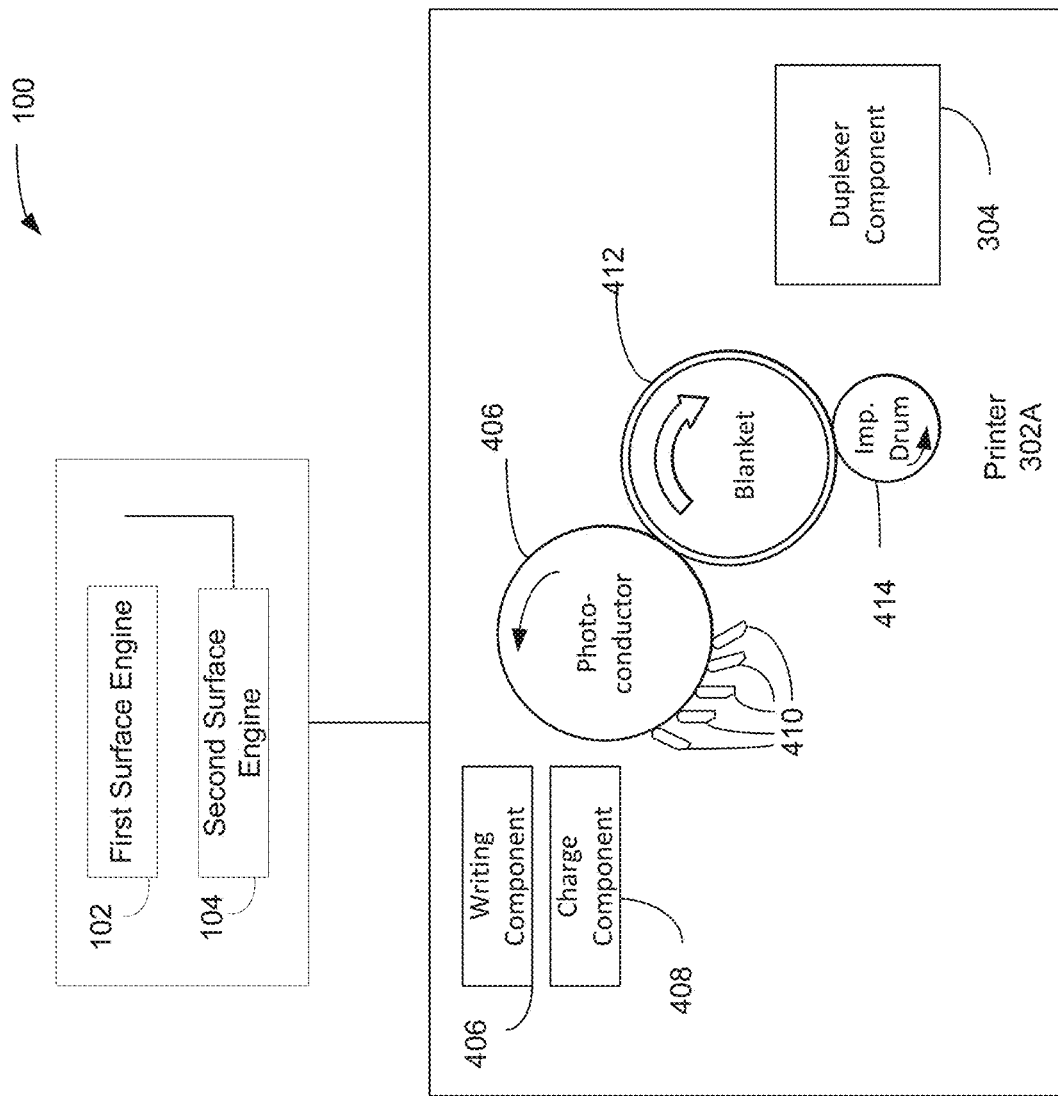 100
First Surface Engine
102
Second Surface
Engine
104
Writing
Component
406
Charge
Component
408
Photo-
conductor
406
410
Blanket
412
Imp.
Drum
414
Duplexer
Component
304
Printer
302A